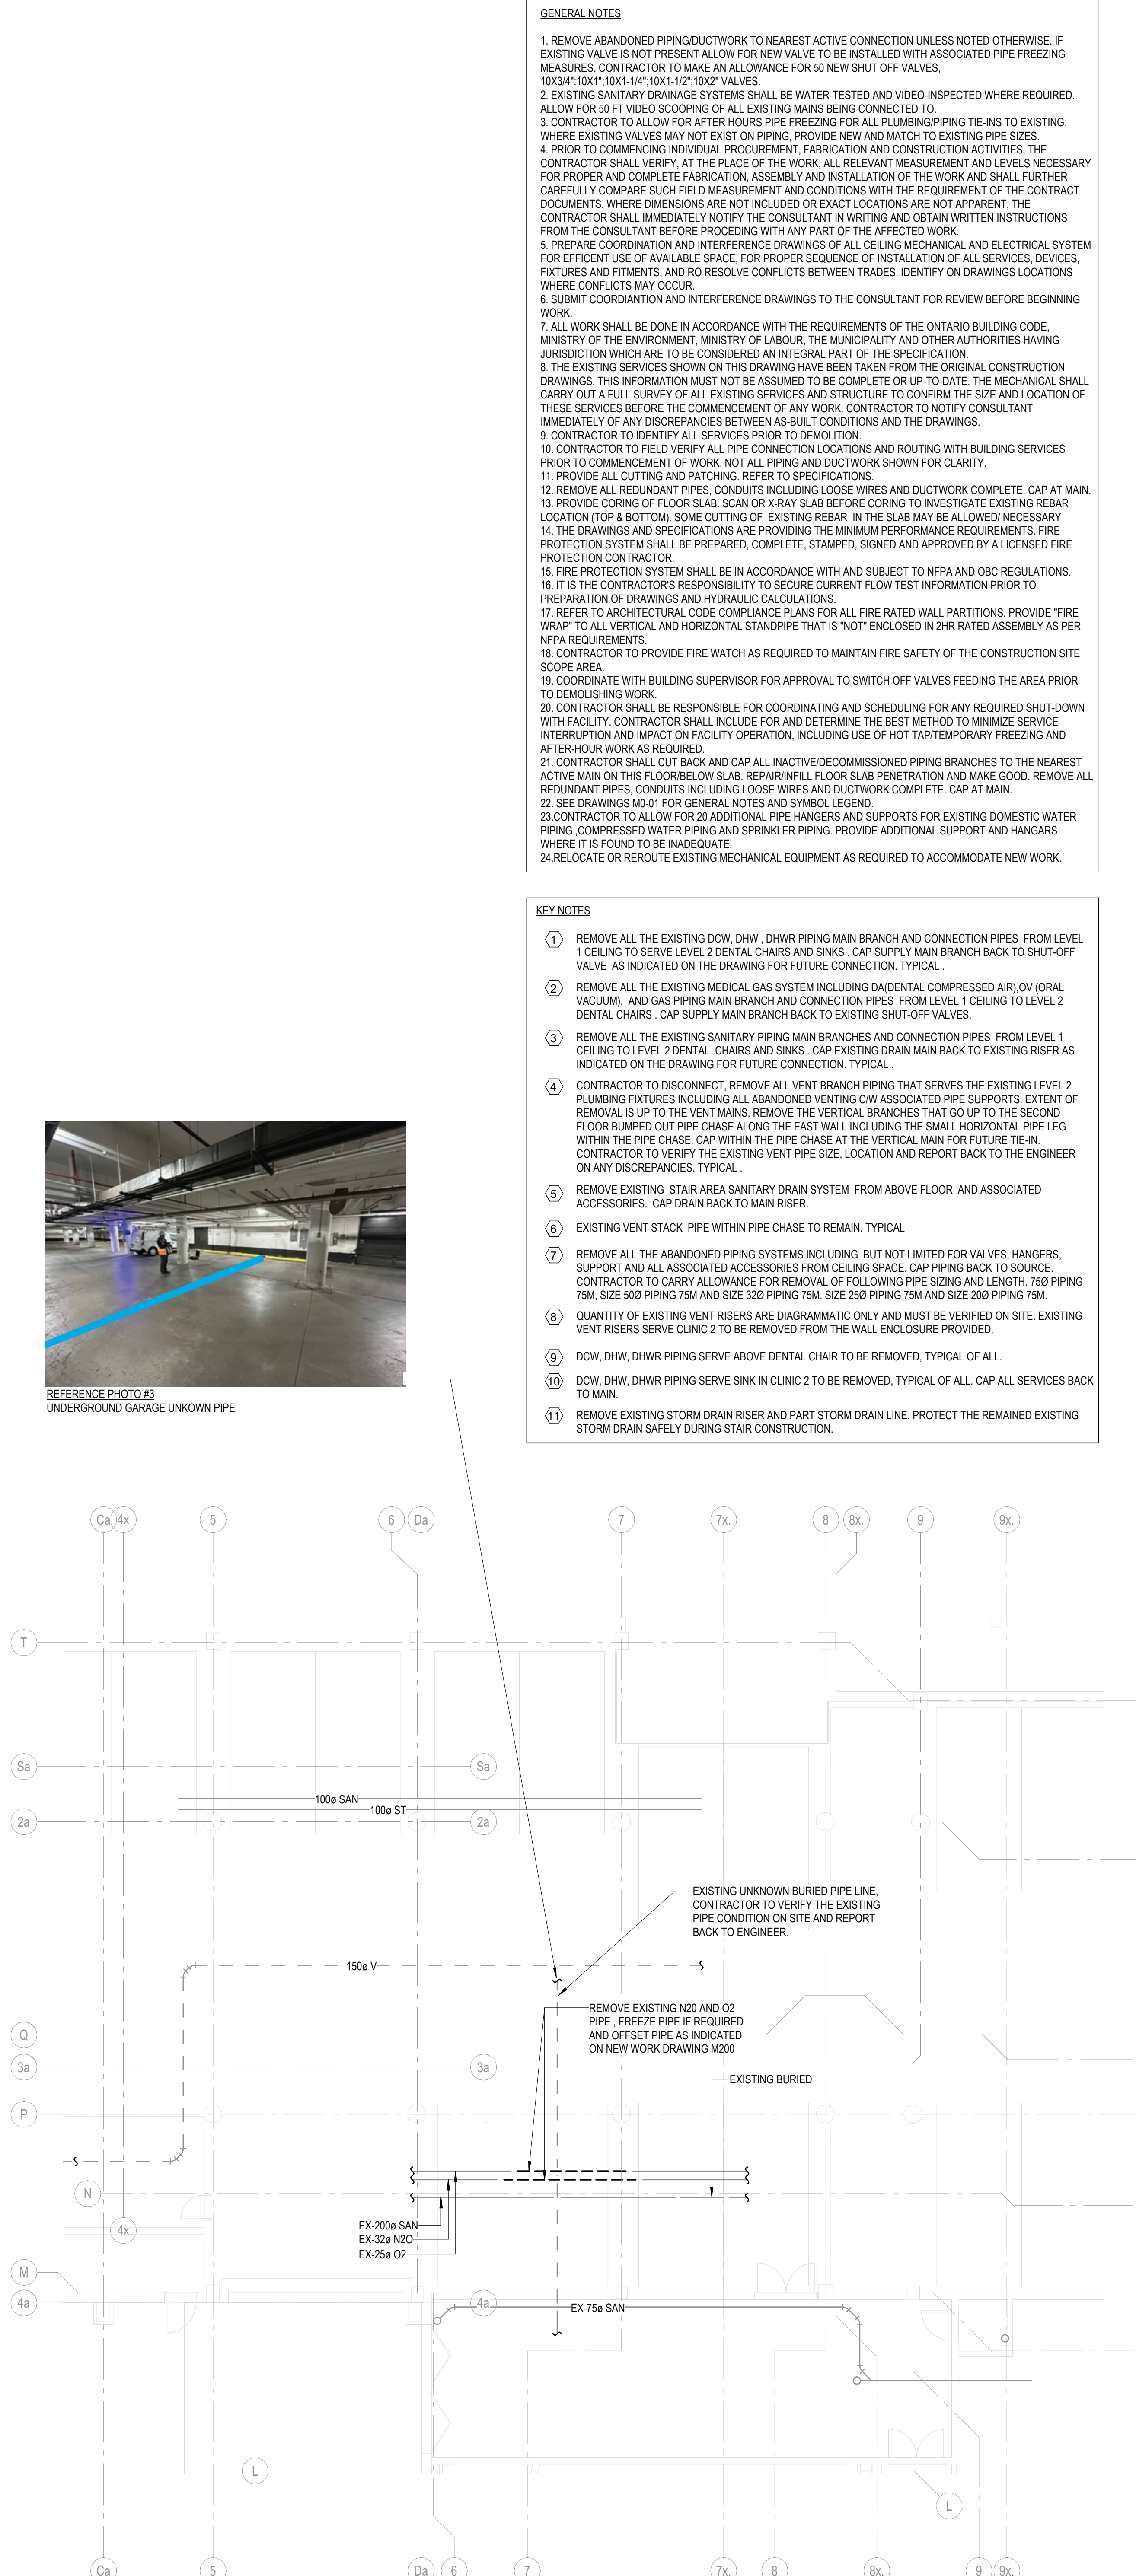 GENERAL NOTES
1. REMOVE ABANDONED PIPING/DUCTWORK TO NEAREST ACTIVE CONNECTION UNLESS NOTED OTHERWISE. IF
EXISTING VALVE IS NOT PRESENT ALLOW FOR NEW VALVE TO BE INSTALLED WITH ASSOCIATED PIPE FREEZING
MEASURES. CONTRACTOR TO MAKE AN ALLOWANCE FOR 50 NEW SHUT OFF VALVES,
10X3/4":10X1";10X1-1/4";10X1-1/2";10X2" VALVES.
2. EXISTING SANITARY DRAINAGE SYSTEMS SHALL BE WATER-TESTED AND VIDEO-INSPECTED WHERE REQUIRED.
ALLOW FOR 50 FT VIDEO SCOOPING OF ALL EXISTING MAINS BEING CONNECTED TO.
3. CONTRACTOR TO ALLOW FOR AFTER HOURS PIPE FREEZING FOR ALL PLUMBING/PIPING TIE-INS TO EXISTING.
WHERE EXISTING VALVES MAY NOT EXIST ON PIPING, PROVIDE NEW AND MATCH TO EXISTING PIPE SIZES.
4. PRIOR TO COMMENCING INDIVIDUAL PROCUREMENT, FABRICATION AND CONSTRUCTION ACTIVITIES, THE
CONTRACTOR SHALL VERIFY, AT THE PLACE OF THE WORK, ALL RELEVANT MEASUREMENT AND LEVELS NECESSARY
FOR PROPER AND COMPLETE FABRICATION, ASSEMBLY AND INSTALLATION OF THE WORK AND SHALL FURTHER
CAREFULLY COMPARE SUCH FIELD MEASUREMENT AND CONDITIONS WITH THE REQUIREMENT OF THE CONTRACT
DOCUMENTS. WHERE DIMENSIONS ARE NOT INCLUDED OR EXACT LOCATIONS ARE NOT APPARENT, THE
CONTRACTOR SHALL IMMEDIATELY NOTIFY THE CONSULTANT IN WRITING AND OBTAIN WRITTEN INSTRUCTIONS
FROM THE CONSULTANT BEFORE PROCEDING WITH ANY PART OF THE AFFECTED WORK.
5. PREPARE COORDINATION AND INTERFERENCE DRAWINGS OF ALL CEILING MECHANICAL AND ELECTRICAL SYSTEM
FOR EFFICENT USE OF AVAILABLE SPACE, FOR PROPER SEQUENCE OF INSTALLATION OF ALL SERVICES, DEVICES,
FIXTURES AND FITMENTS, AND RO RESOLVE CONFLICTS BETWEEN TRADES. IDENTIFY ON DRAWINGS LOCATIONS
WHERE CONFLICTS MAY OCCUR.
6. SUBMIT COORDIANTION AND INTERFERENCE DRAWINGS TO THE CONSULTANT FOR REVIEW BEFORE BEGINNING
WORK.
7. ALL WORK SHALL BE DONE IN ACCORDANCE WITH THE REQUIREMENTS OF THE ONTARIO BUILDING CODE,
MINISTRY OF THE ENVIRONMENT, MINISTRY OF LABOUR, THE MUNICIPALITY AND OTHER AUTHORITIES HAVING
JURISDICTION WHICH ARE TO BE CONSIDERED AN INTEGRAL PART OF THE SPECIFICATION.
8. THE EXISTING SERVICES SHOWN ON THIS DRAWING HAVE BEEN TAKEN FROM THE ORIGINAL CONSTRUCTION
DRAWINGS. THIS INFORMATION MUST NOT BE ASSUMED TO BE COMPLETE OR UP-TO-DATE. THE MECHANICAL SHALL
CARRY OUT A FULL SURVEY OF ALL EXISTING SERVICES AND STRUCTURE TO CONFIRM THE SIZE AND LOCATION OF
THESE SERVICES BEFORE THE COMMENCEMENT OF ANY WORK. CONTRACTOR TO NOTIFY CONSULTANT
IMMEDIATELY OF ANY DISCREPANCIES BETWEEN AS-BUILT CONDITIONS AND THE DRAWINGS.
9. CONTRACTOR TO IDENTIFY ALL SERVICES PRIOR TO DEMOLITION.
10. CONTRACTOR TO FIELD VERIFY ALL PIPE CONNECTION LOCATIONS AND ROUTING WITH BUILDING SERVICES
PRIOR TO COMMENCEMENT OF WORK. NOT ALL PIPING AND DUCTWORK SHOWN FOR CLARITY.
11. PROVIDE ALL CUTTING AND PATCHING. REFER TO SPECIFICATIONS.
12. REMOVE ALL REDUNDANT PIPES, CONDUITS INCLUDING LOOSE WIRES AND DUCTWORK COMPLETE. CAP AT MAIN.
13. PROVIDE CORING OF FLOOR SLAB. SCAN OR X-RAY SLAB BEFORE CORING TO INVESTIGATE EXISTING REBAR
LOCATION (TOP & BOTTOM). SOME CUTTING OF EXISTING REBAR IN THE SLAB MAY BE ALLOWED/ NECESSARY
14. THE DRAWINGS AND SPECIFICATIONS ARE PROVIDING THE MINIMUM PERFORMANCE REQUIREMENTS. FIRE
PROTECTION SYSTEM SHALL BE PREPARED, COMPLETE, STAMPED, SIGNED AND APPROVED BY A LICENSED FIRE
PROTECTION CONTRACTOR.
15. FIRE PROTECTION SYSTEM SHALL BE IN ACCORDANCE WITH AND SUBJECT TO NFPA AND OBC REGULATIONS.
16. IT IS THE CONTRACTOR'S RESPONSIBILITY TO SECURE CURRENT FLOW TEST INFORMATION PRIOR TO
PREPARATION OF DRAWINGS AND HYDRAULIC CALCULATIONS.
17. REFER TO ARCHITECTURAL CODE COMPLIANCE PLANS FOR ALL FIRE RATED WALL PARTITIONS. PROVIDE "FIRE
WRAP" TO ALL VERTICAL AND HORIZONTAL STANDPIPE THAT IS "NOT" ENCLOSED IN 2HR RATED ASSEMBLY AS PER
NFPA REQUIREMENTS.
18. CONTRACTOR TO PROVIDE FIRE WATCH AS REQUIRED TO MAINTAIN FIRE SAFETY OF THE CONSTRUCTION SITE
SCOPE AREA.
19. COORDINATE WITH BUILDING SUPERVISOR FOR APPROVAL TO SWITCH OFF VALVES FEEDING THE AREA PRIOR
TO DEMOLISHING WORK.
20. CONTRACTOR SHALL BE RESPONSIBLE FOR COORDINATING AND SCHEDULING FOR ANY REQUIRED SHUT-DOWN
WITH FACILITY. CONTRACTOR SHALL INCLUDE FOR AND DETERMINE THE BEST METHOD TO MINIMIZE SERVICE
INTERRUPTION AND IMPACT ON FACILITY OPERATION, INCLUDING USE OF HOT TAP/TEMPORARY FREEZING AND
AFTER-HOUR WORK AS REQUIRED.
21. CONTRACTOR SHALL CUT BACK AND CAP ALL INACTIVE/DECOMMISSIONED PIPING BRANCHES TO THE NEAREST
ACTIVE MAIN ON THIS FLOOR/BELOW SLAB. REPAIR/INFILL FLOOR SLAB PENETRATION AND MAKE GOOD. REMOVE ALL
REDUNDANT PIPES, CONDUITS INCLUDING LOOSE WIRES AND DUCTWORK COMPLETE. CAP AT MAIN.
22. SEE DRAWINGS M0-01 FOR GENERAL NOTES AND SYMBOL LEGEND.
23.CONTRACTOR TO ALLOW FOR 20 ADDITIONAL PIPE HANGERS AND SUPPORTS FOR EXISTING DOMESTIC WATER
PIPING ,COMPRESSED WATER PIPING AND SPRINKLER PIPING. PROVIDE ADDITIONAL SUPPORT AND HANGARS
WHERE IT IS FOUND TO BE INADEQUATE.
24.RELOCATE OR REROUTE EXISTING MECHANICAL EQUIPMENT AS REQUIRED TO ACCOMMODATE NEW WORK.
KEY NOTES
1 REMOVE ALL THE EXISTING DCW, DHW , DHWR PIPING MAIN BRANCH AND CONNECTION PIPES FROM LEVEL
1 CEILING TO SERVE LEVEL 2 DENTAL CHAIRS AND SINKS . CAP SUPPLY MAIN BRANCH BACK TO SHUT-OFF
VALVE AS INDICATED ON THE DRAWING FOR FUTURE CONNECTION. TYPICAL .
2 REMOVE ALL THE EXISTING MEDICAL GAS SYSTEM INCLUDING DA(DENTAL COMPRESSED AIR),OV (ORAL
VACUUM), AND GAS PIPING MAIN BRANCH AND CONNECTION PIPES FROM LEVEL 1 CEILING TO LEVEL 2
DENTAL CHAIRS . CAP SUPPLY MAIN BRANCH BACK TO EXISTING SHUT-OFF VALVES.
3 REMOVE ALL THE EXISTING SANITARY PIPING MAIN BRANCHES AND CONNECTION PIPES FROM LEVEL 1
CEILING TO LEVEL 2 DENTAL CHAIRS AND SINKS . CAP EXISTING DRAIN MAIN BACK TO EXISTING RISER AS
INDICATED ON THE DRAWING FOR FUTURE CONNECTION. TYPICAL .
4 CONTRACTOR TO DISCONNECT, REMOVE ALL VENT BRANCH PIPING THAT SERVES THE EXISTING LEVEL 2
PLUMBING FIXTURES INCLUDING ALL ABANDONED VENTING C/W ASSOCIATED PIPE SUPPORTS. EXTENT OF
REMOVAL IS UP TO THE VENT MAINS. REMOVE THE VERTICAL BRANCHES THAT GO UP TO THE SECOND
FLOOR BUMPED OUT PIPE CHASE ALONG THE EAST WALL INCLUDING THE SMALL HORIZONTAL PIPE LEG
WITHIN THE PIPE CHASE. CAP WITHIN THE PIPE CHASE AT THE VERTICAL MAIN FOR FUTURE TIE-IN.
CONTRACTOR TO VERIFY THE EXISTING VENT PIPE SIZE, LOCATION AND REPORT BACK TO THE ENGINEER
ON ANY DISCREPANCIES. TYPICAL .
5 REMOVE EXISTING STAIR AREA SANITARY DRAIN SYSTEM FROM ABOVE FLOOR AND ASSOCIATED
ACCESSORIES. CAP DRAIN BACK TO MAIN RISER.
6 EXISTING VENT STACK PIPE WITHIN PIPE CHASE TO REMAIN. TYPICAL
7 REMOVE ALL THE ABANDONED PIPING SYSTEMS INCLUDING BUT NOT LIMITED FOR VALVES, HANGERS,
SUPPORT AND ALL ASSOCIATED ACCESSORIES FROM CEILING SPACE. CAP PIPING BACK TO SOURCE.
CONTRACTOR TO CARRY ALLOWANCE FOR REMOVAL OF FOLLOWING PIPE SIZING AND LENGTH. 75Ø PIPING
75M, SIZE 50Ø PIPING 75M AND SIZE 32Ø PIPING 75M. SIZE 25Ø PIPING 75M AND SIZE 20Ø PIPING 75M.
8 QUANTITY OF EXISTING VENT RISERS ARE DIAGRAMMATIC ONLY AND MUST BE VERIFIED ON SITE. EXISTING
VENT RISERS SERVE CLINIC 2 TO BE REMOVED FROM THE WALL ENCLOSURE PROVIDED.
9 DCW, DHW, DHWR PIPING SERVE ABOVE DENTAL CHAIR TO BE REMOVED, TYPICAL OF ALL.
10 DCW, DHW, DHWR PIPING SERVE SINK IN CLINIC 2 TO BE REMOVED, TYPICAL OF ALL. CAP ALL SERVICES BACK
TO MAIN.
11 REMOVE EXISTING STORM DRAIN RISER AND PART STORM DRAIN LINE. PROTECT THE REMAINED EXISTING
STORM DRAIN SAFELY DURING STAIR CONSTRUCTION.
REFERENCE PHOTO #3
UNDERGROUND GARAGE UNKOWN PIPE
Ca 4x 5 6 Da 7 7x. 8 8x. 9 9x.
T
Sa Sa
100ø SAN
100ø ST
2a 2a
EXISTING UNKNOWN BURIED PIPE LINE,
CONTRACTOR TO VERIFY THE EXISTING
PIPE CONDITION ON SITE AND REPORT
BACK TO ENGINEER.
150ø V
REMOVE EXISTING N20 AND O2
PIPE , FREEZE PIPE IF REQUIRED
AND OFFSET PIPE AS INDICATED
ON NEW WORK DRAWING M200
Q
3a 3a
EXISTING BURIED
P
N
EX-200ø SAN
4x
EX-32ø N2O
EX-25ø O2
M
4a 4a
EX-75ø SAN
L
L
Ca 5 Da 6 7 7x. 8 8x. 9 9x.